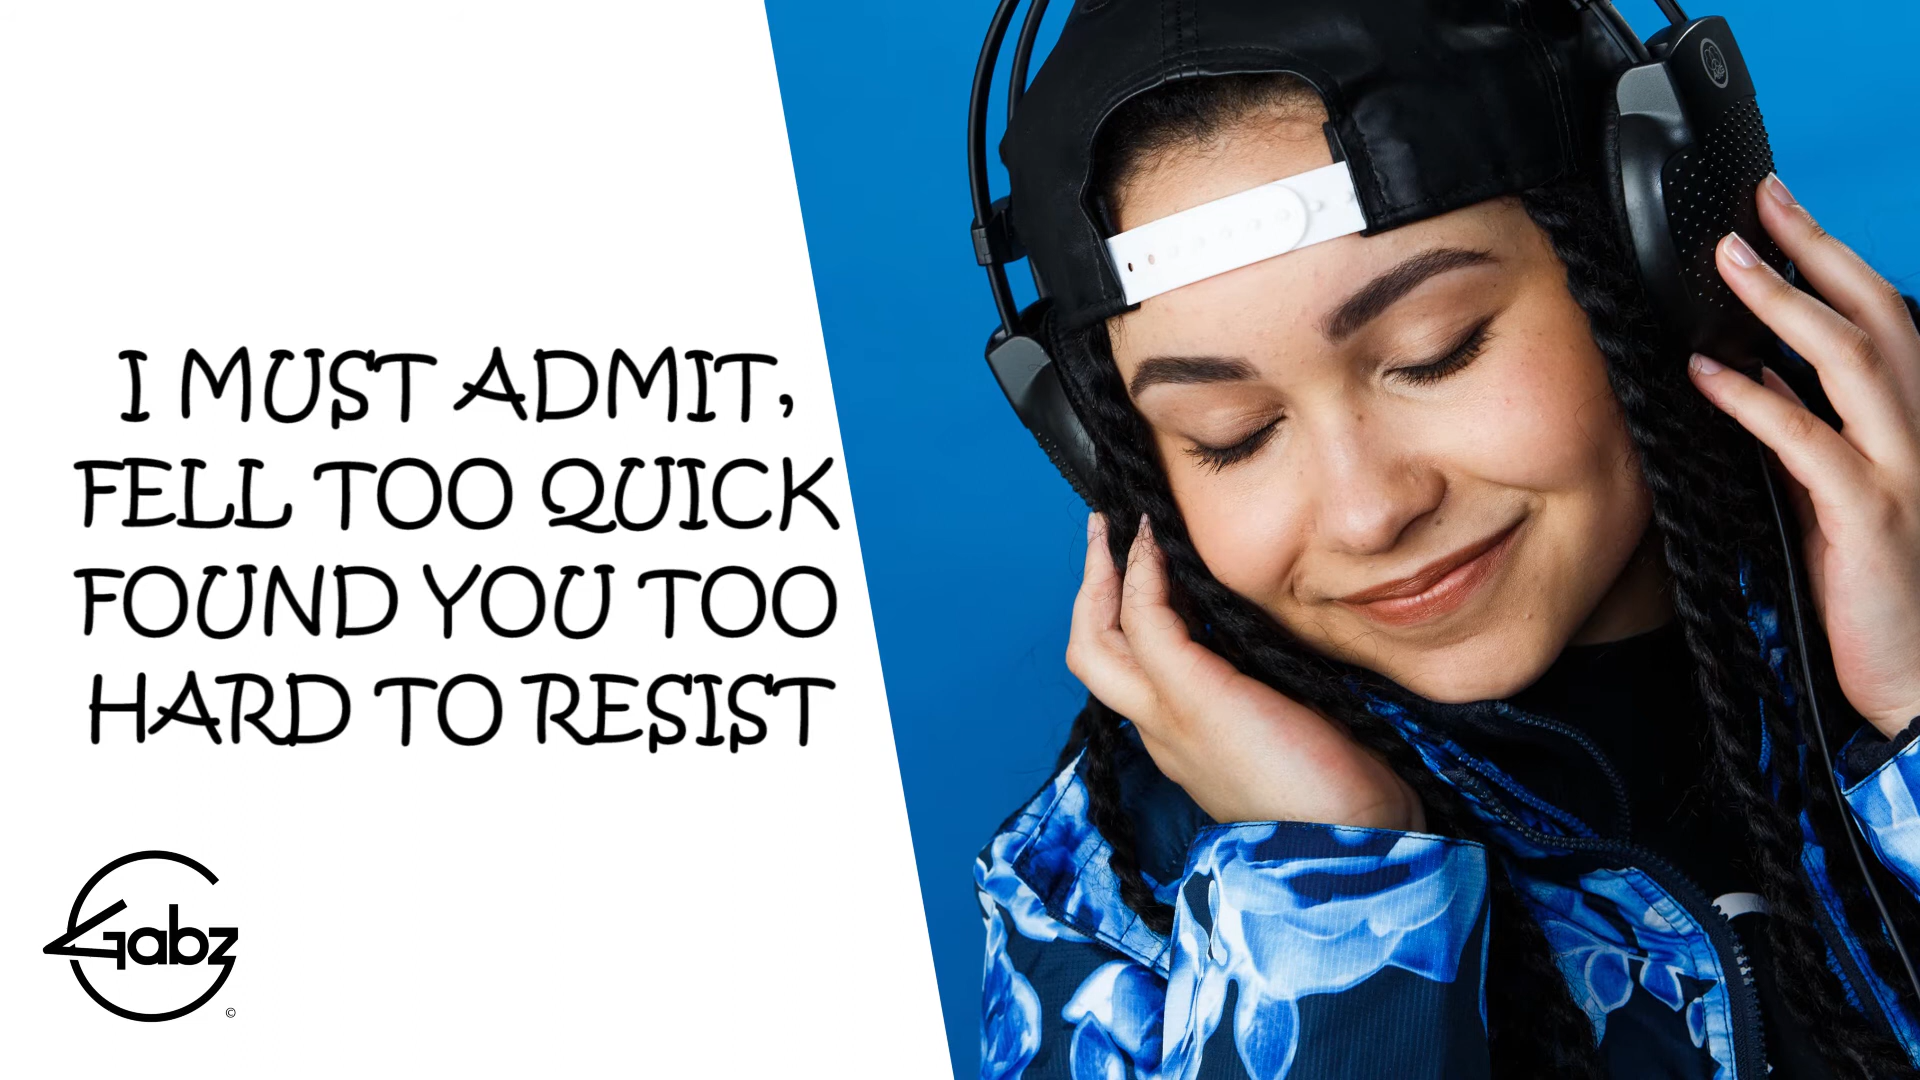 I MUST ADMIT,
FELL TOO QUICK
FOUND YOU TOO
HARD TO RESIST
Gabz
©